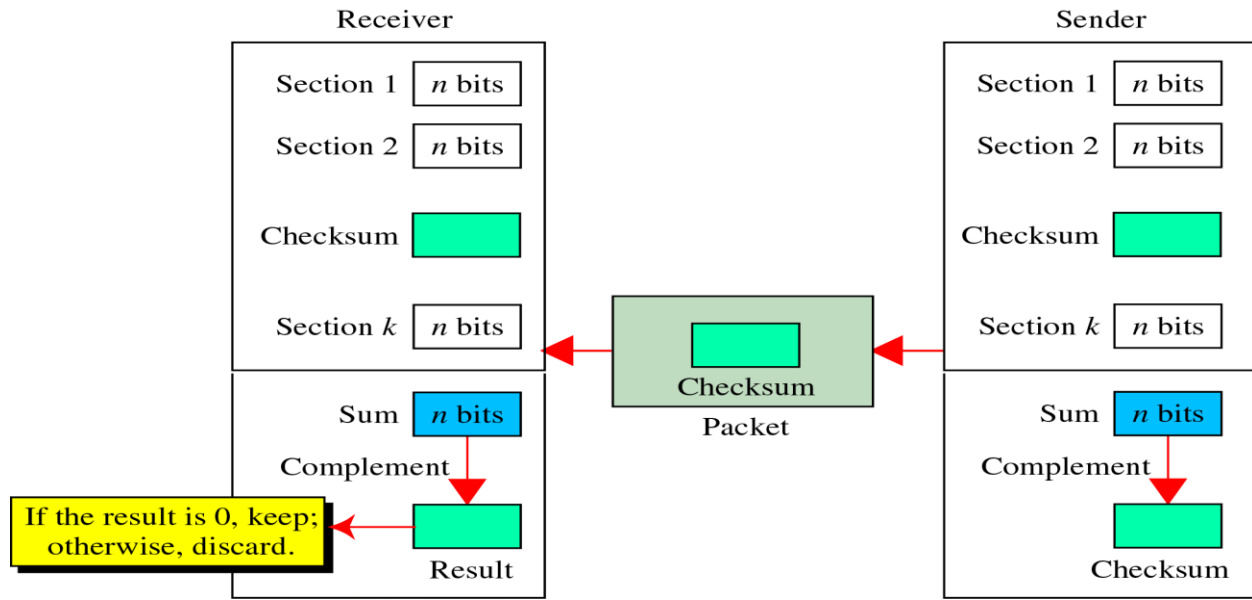 Receiver
Section 1 n bits
Section 2 n bits
Checksum
Section k n bits
Sum n bits
Complement
If the result is 0, keep;
otherwise, discard.
Result
Checksum
Packet
Sender
Section 1 n bits
Section 2 n bits
Checksum
Section k n bits
Sum n bits
Complement
Checksum